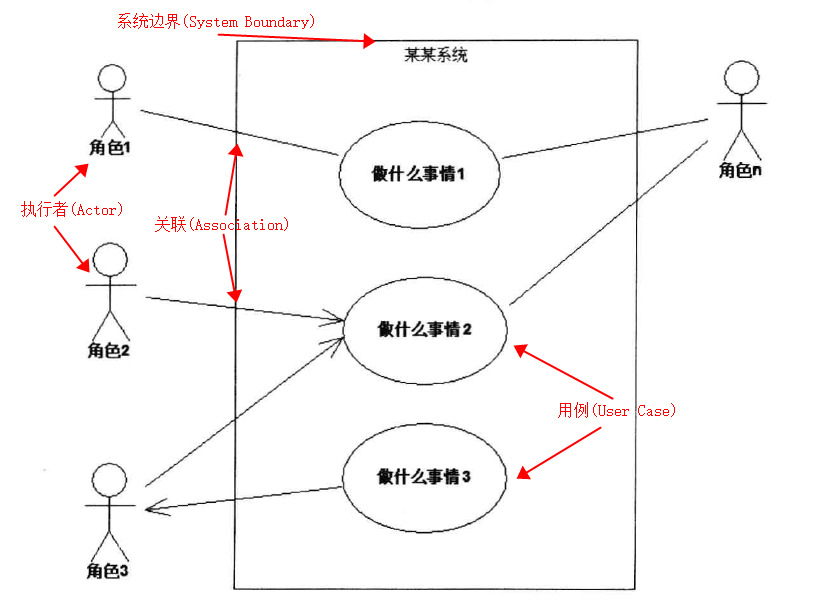 系统边界(System Boundary)
某某系统
角色1
做什么事情1
角色n
执行者(Actor)
关联(Association)
角色2
做什么事情2
用例(User Case)
做什么事情3
角色3